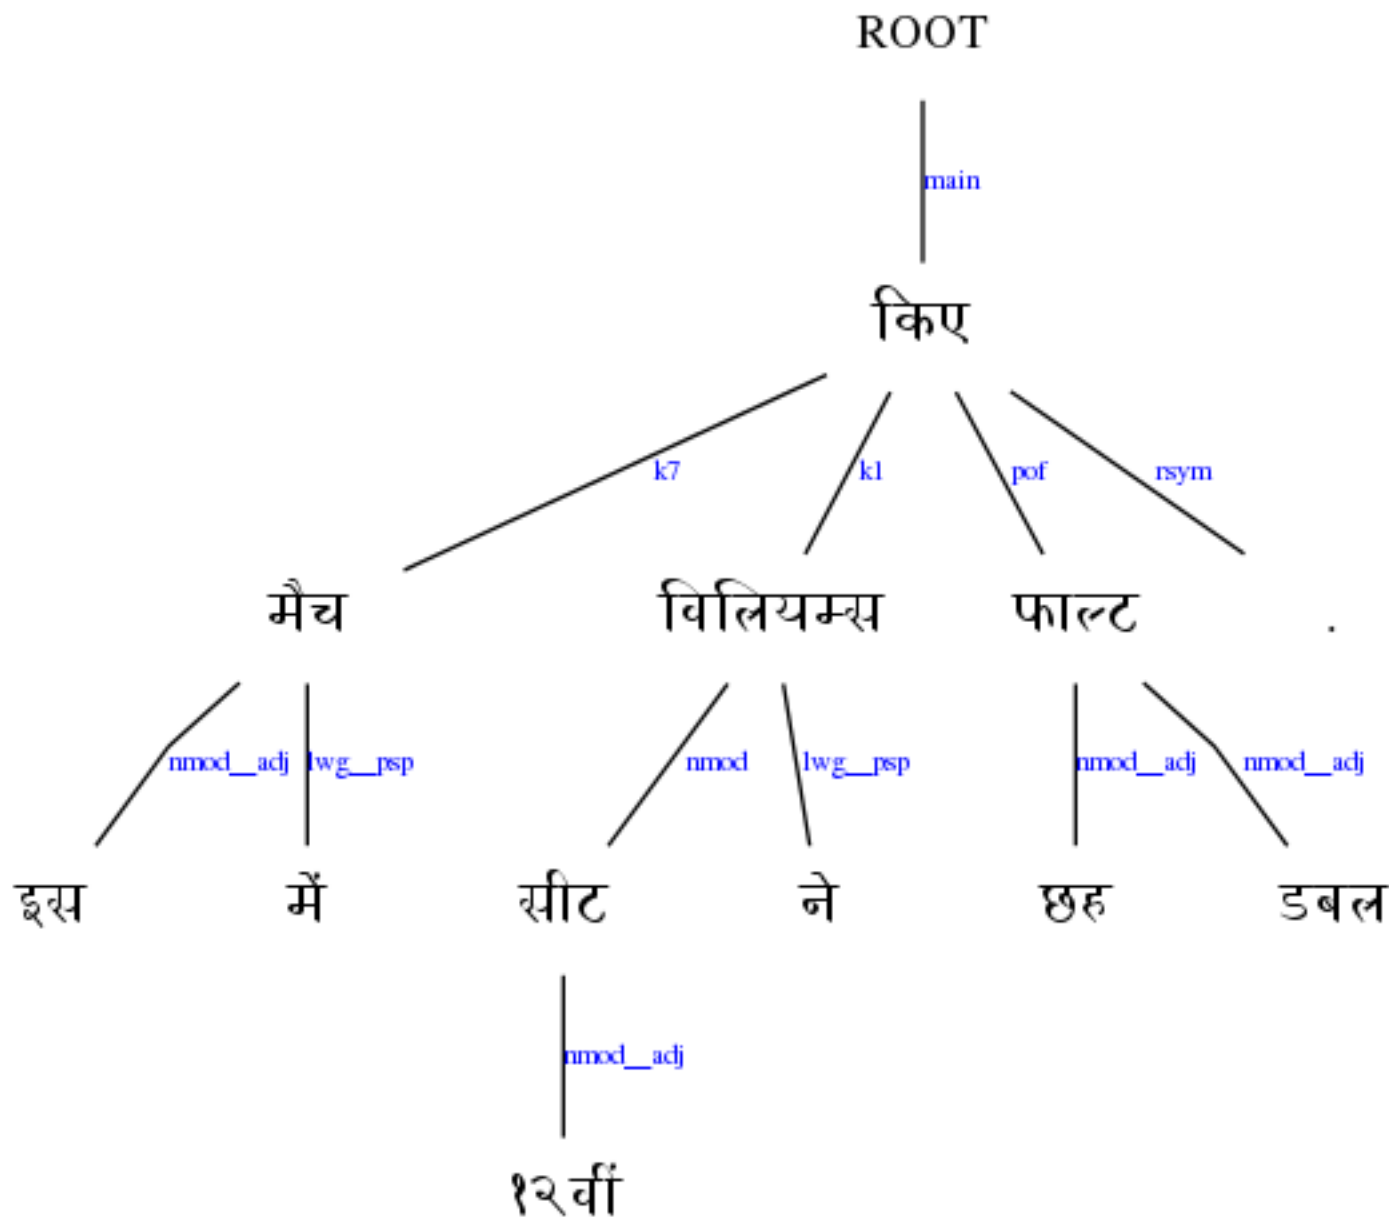 ROOT
main
किए
k7 k1 pof rsym
मैच विलियम्स फाल्ट .
nmod__adj lwg__psp nmod lwg__psp nmod__adj nmod__adj
इस में सीट ने छह डबल
nmod__adj
१२वीं